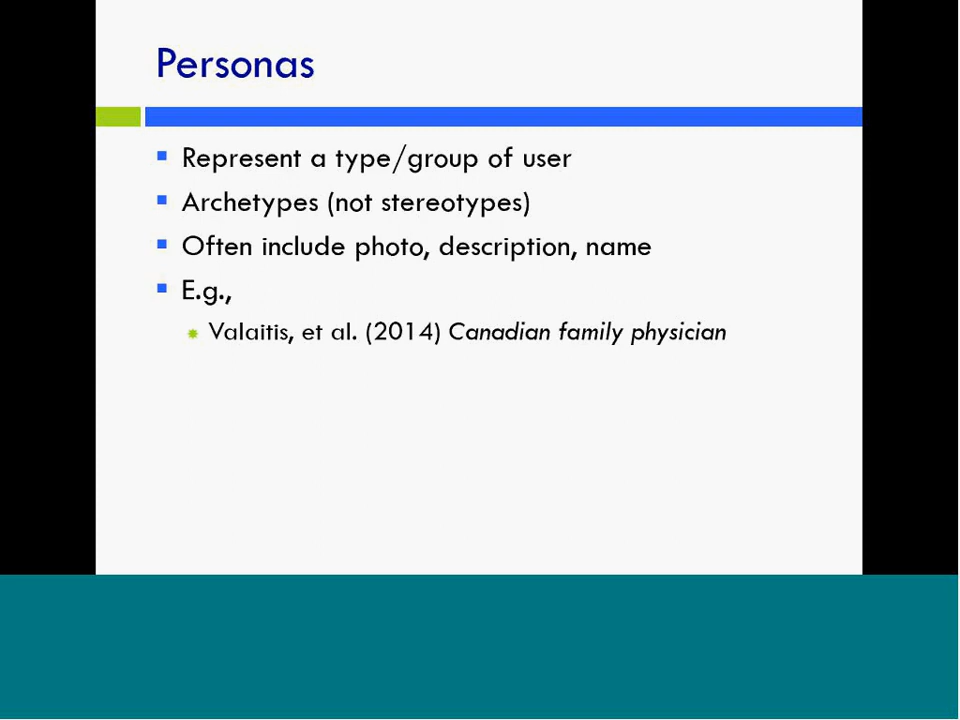 Personas
Represent a type/group of user
Archetypes (not stereotypes)
Often include photo, description, name
E.g.,
Valaitis, et al. (2014) Canadian family physician